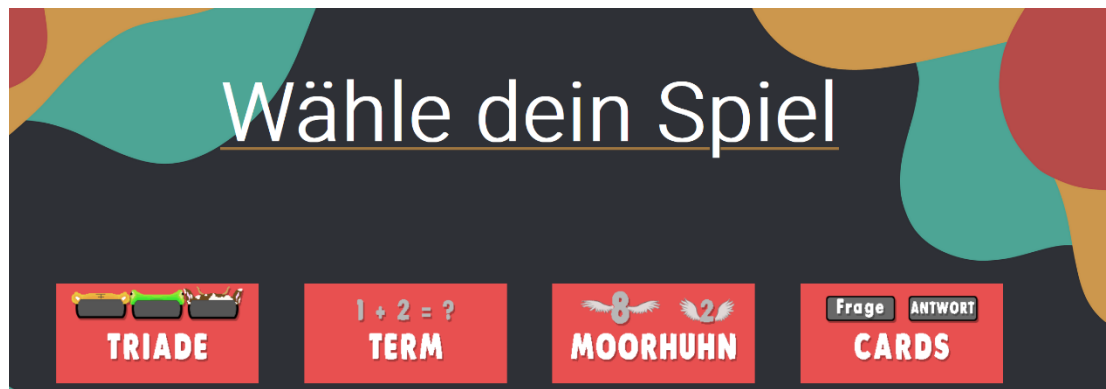 Wähle dein Spiel
1 + 2 = ?
8 2
Frage ANTWORT
TRIADE
TERM
MOORHUHN
CARDS